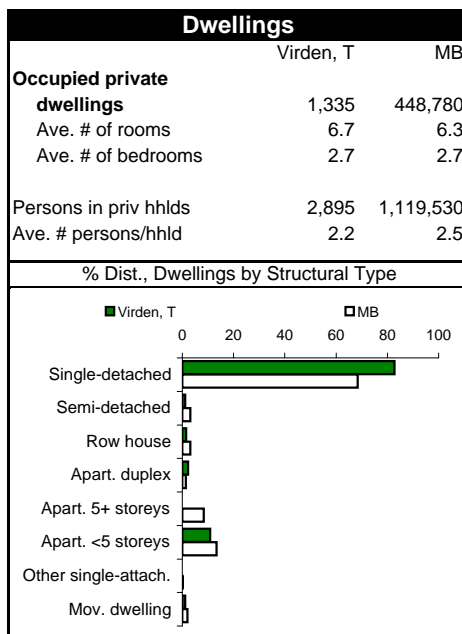 Dwellings
Virden, T MB
Occupied private
dwellings 1,335 448,780
Ave. # of rooms 6.7 6.3
Ave. # of bedrooms 2.7 2.7
Persons in priv hhlds 2,895 1,119,530
Ave. # persons/hhld 2.2 2.5
% Dist., Dwellings by Structural Type
Virden, T MB
0 20 40 60 80 100
Single-detached
Semi-detached
Row house
Apart. duplex
Apart. 5+ storeys
Apart. <5 storeys
Other single-attach.
Mov. dwelling